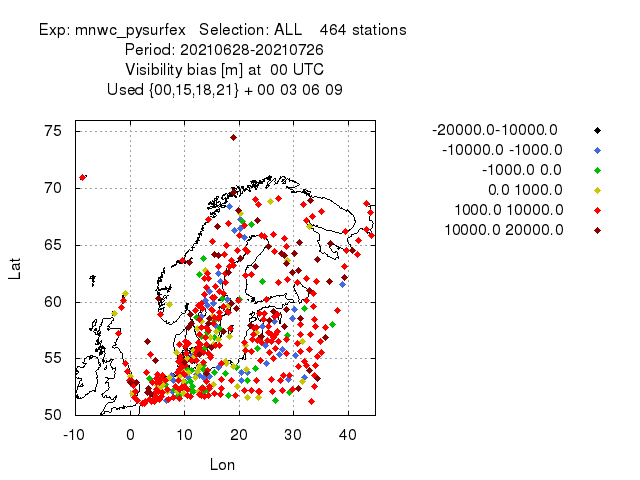 Exp: mnwc_pysurfex   Selection: ALL    464 stations
Period: 20210628-20210726
Visibility bias [m] at  00 UTC
Used {00,15,18,21} + 00 03 06 09
-20000.0-10000.0
-10000.0 -1000.0
-1000.0 0.0
0.0 1000.0
1000.0 10000.0
10000.0 20000.0
75
70
65
60
55
50
Lat
-10 0 10 20 30 40
Lon